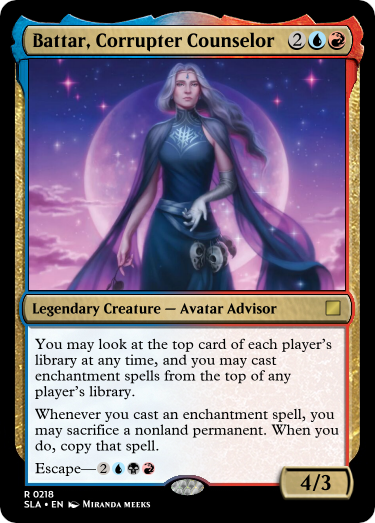 Battar, Corrupter Counselor 2
Legendary Creature — Avatar Advisor
You may look at the top card of each player's
library at any time, and you may cast
enchantment spells from the top of any
player's library.
Whenever you cast an enchantment spell, you
may sacrifice a nonland permanent. When you
do, copy that spell.
Escape—2
4/3
R 0218
SLA • EN Miranda Meeks